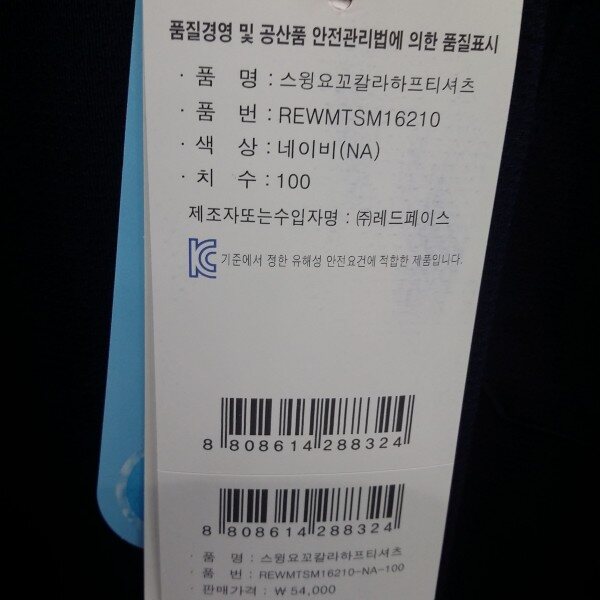 품질경영 및 공산품 안전관리법에 의한 품질표시
· 품 명 : 스윙요꼬칼라하프티셔츠
· 품 번 : REWMTSM16210
· 색 상 : 네이비(NA)
· 치 수 : 100
제조자또는수입자명 : ㈜레드페이스
KC 기준에서 정한 유해성 안전요건에 적합한 제품입니다.
8 808614 288324
8 808614 288324
· 품 명 : 스윙요꼬칼라하프티셔츠
· 품 번 : REWMTSM16210-NA-100
· 판매가격 : ₩ 54,000